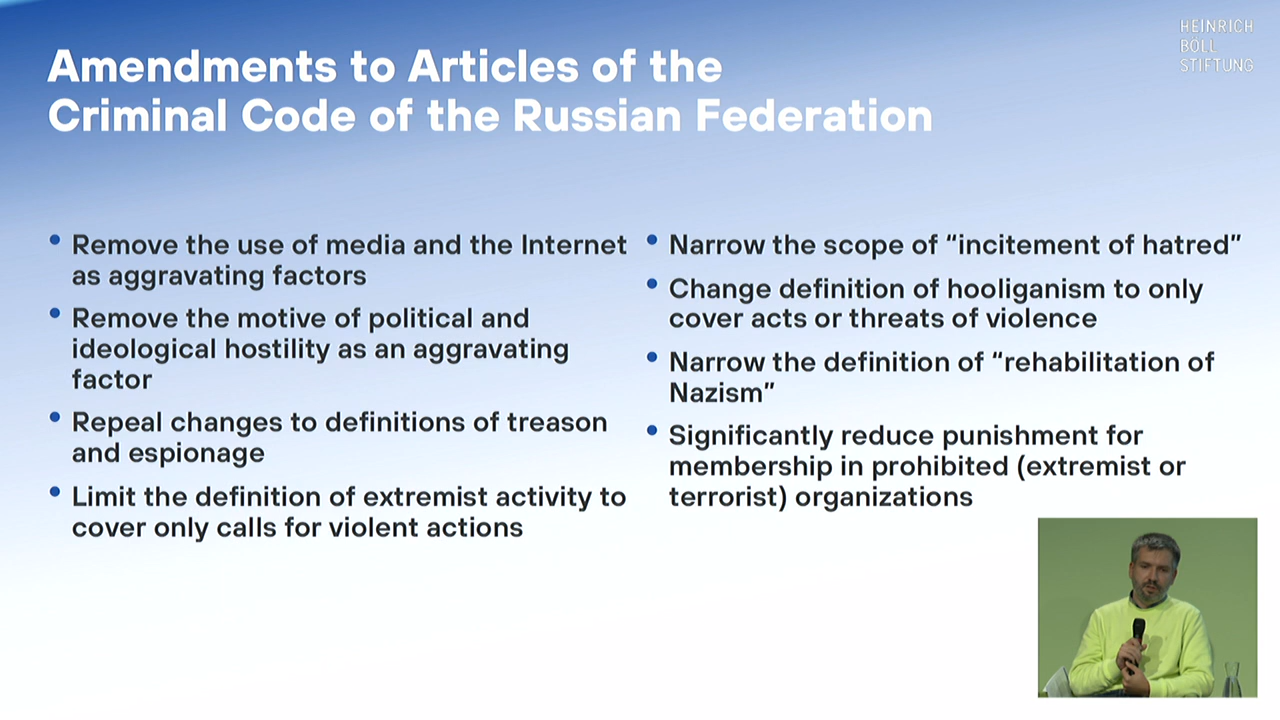 HEINRICH
BÖLL
STIFTUNG
Amendments to Articles of the
Criminal Code of the Russian Federation
• Remove the use of media and the Internet
as aggravating factors
• Remove the motive of political and
ideological hostility as an aggravating
factor
• Repeal changes to definitions of treason
and espionage
• Limit the definition of extremist activity to
cover only calls for violent actions
• Narrow the scope of “incitement of hatred”
• Change definition of hooliganism to only
cover acts or threats of violence
• Narrow the definition of “rehabilitation of
Nazism”
• Significantly reduce punishment for
membership in prohibited (extremist or
terrorist) organizations